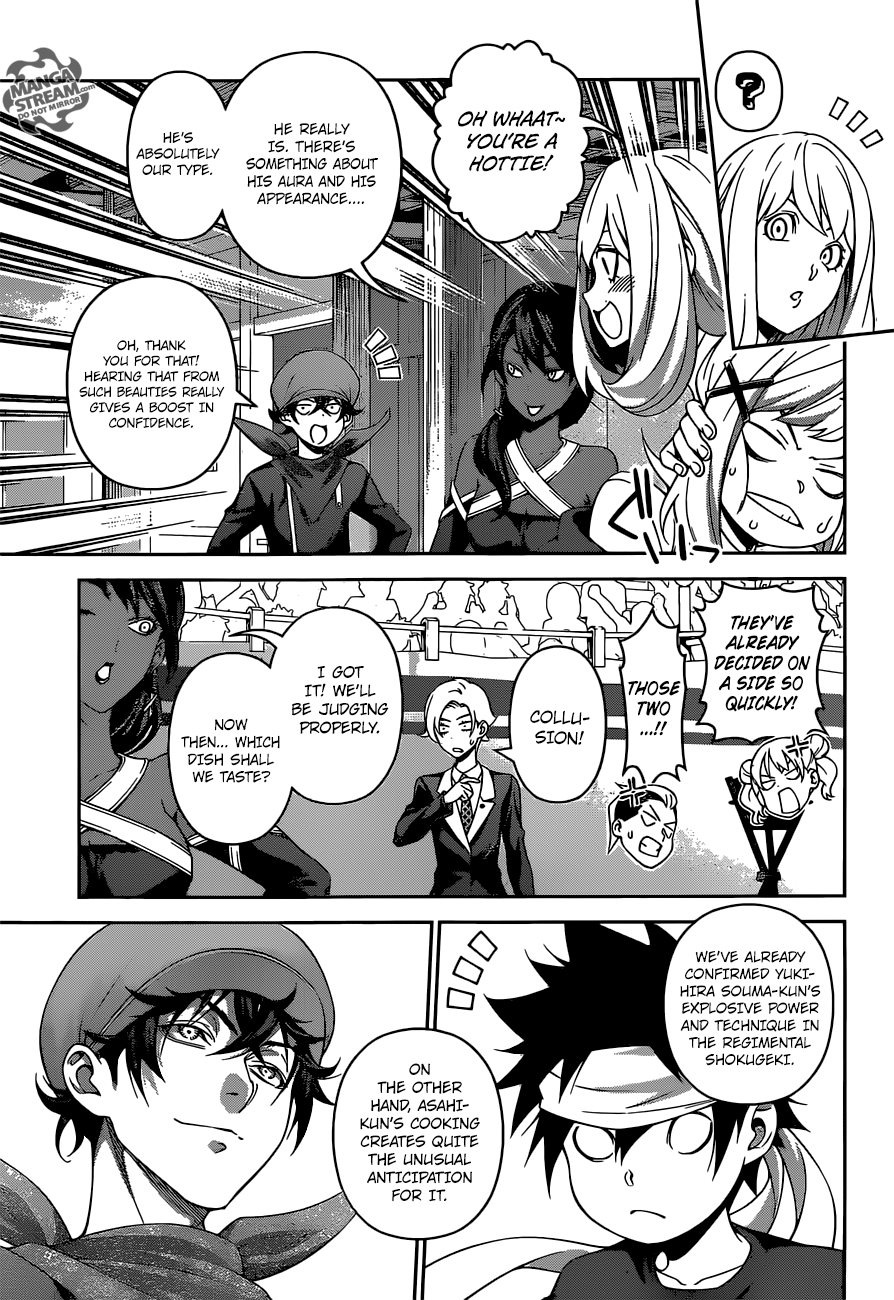 MANGA
STREAM.com
DO NOT MIRROR
?
OH WHAAT~
YOU'RE A
HOTTIE!
HE REALLY
IS. THERE'S
SOMETHING ABOUT
HIS AURA AND HIS
APPEARANCE....
HE'S
ABSOLUTELY
OUR TYPE.
OH, THANK
YOU FOR THAT!
HEARING THAT FROM
SUCH BEAUTIES REALLY
GIVES A BOOST IN
CONFIDENCE.
THEY'VE
ALREADY
DECIDED ON
A SIDE SO
QUICKLY!
THOSE
TWO
...!!
COLLU-
SION!
I GOT
IT! WE'LL
BE JUDGING
PROPERLY.
NOW
THEN... WHICH
DISH SHALL
WE TASTE?
WE'VE ALREADY
CONFIRMED YUKI-
HIRA SOUMA-KUN'S
EXPLOSIVE POWER
AND TECHNIQUE IN
THE REGIMENTAL
SHOKUGEKI.
ON
THE OTHER
HAND, ASAHI-
KUN'S COOKING
CREATES QUITE
THE UNUSUAL
ANTICIPATION
FOR IT.